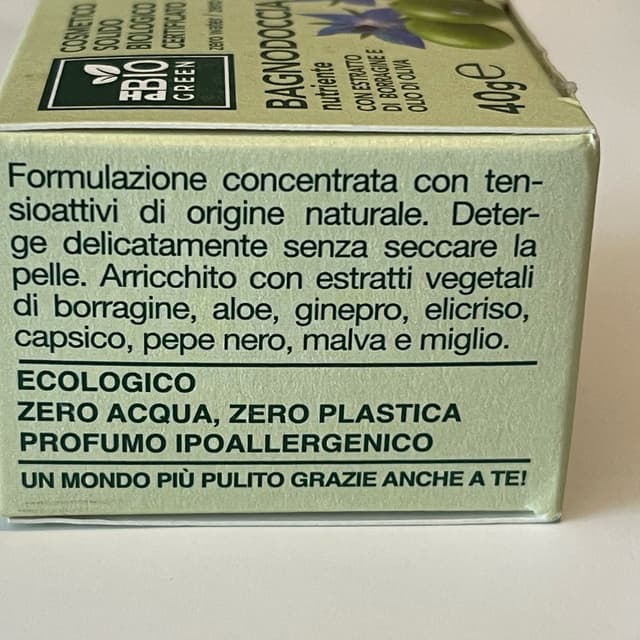 COSMETICO
SOLIDO
BIOLOGICO
CERTIFICATO
BIO
GREEN
BAGNODOCCIA
nutriente
CON ESTRATTO
DI BORRAGINE E
OLIO DI OLIVA
40g℮
Formulazione concentrata con ten-
sioattivi di origine naturale. Deter-
ge delicatamente senza seccare la
pelle. Arricchito con estratti vegetali
di borragine, aloe, ginepro, elicriso,
capsico, pepe nero, malva e miglio.
ECOLOGICO
ZERO ACQUA, ZERO PLASTICA
PROFUMO IPOALLERGENICO
UN MONDO PIÙ PULITO GRAZIE ANCHE A TE!